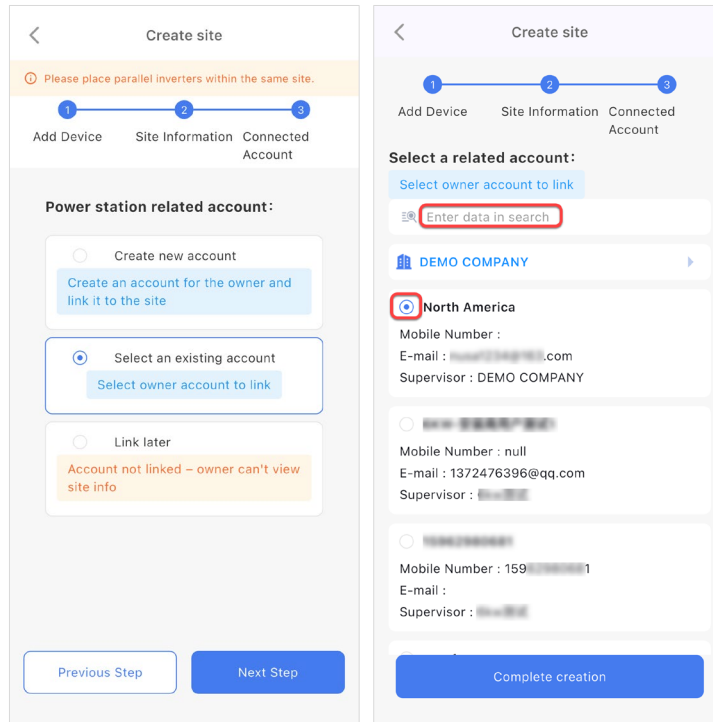 Create site
Please place parallel inverters within the same site.
1
2
3
Add Device
Site Information
Connected
Account
Power station related account:
Create new account
Create an account for the owner and
link it to the site
Select an existing account
Select owner account to link
Link later
Account not linked – owner can't view
site info
Previous Step
Next Step
Create site
1
2
3
Add Device
Site Information
Connected
Account
Select a related account:
Select owner account to link
Enter data in search
DEMO COMPANY
North America
Mobile Number :
E-mail : .com
Supervisor : DEMO COMPANY
Mobile Number : null
E-mail : 1372476396@qq.com
Supervisor :
Mobile Number : 159 1
E-mail :
Supervisor :
Complete creation